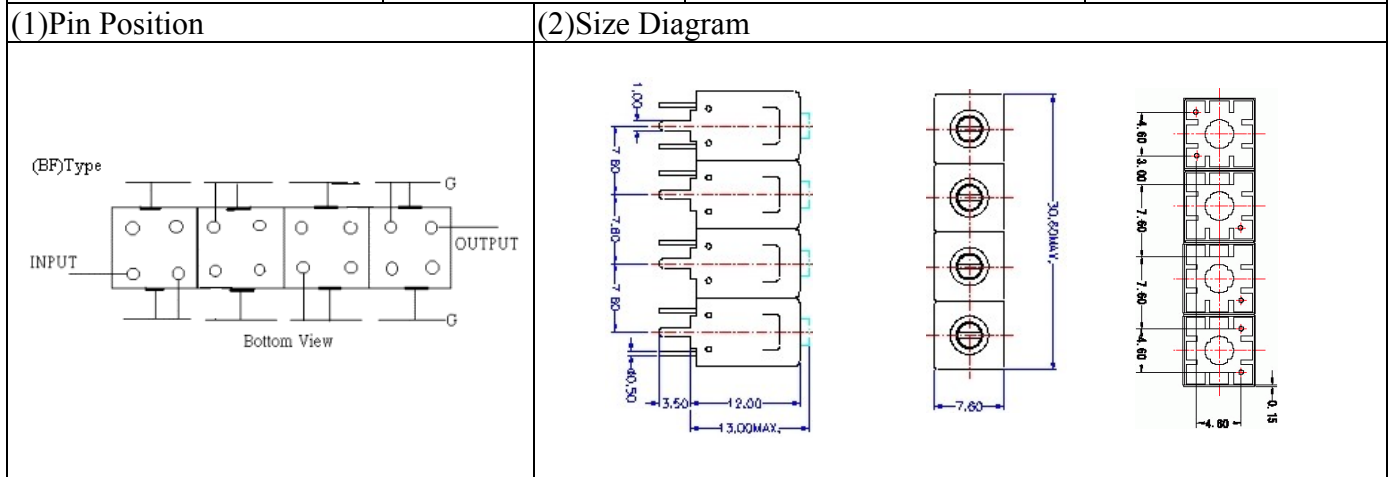 (1)Pin Position
(2)Size Diagram
(BF)Type
G
INPUT
OUTPUT
G
Bottom View
1.00
7.60
7.60
7.60
Φ0.50
3.50
12.00
13.00MAX.
30.60MAX.
7.60
4.60
3.00
7.60
7.60
4.60
4.60
0.15